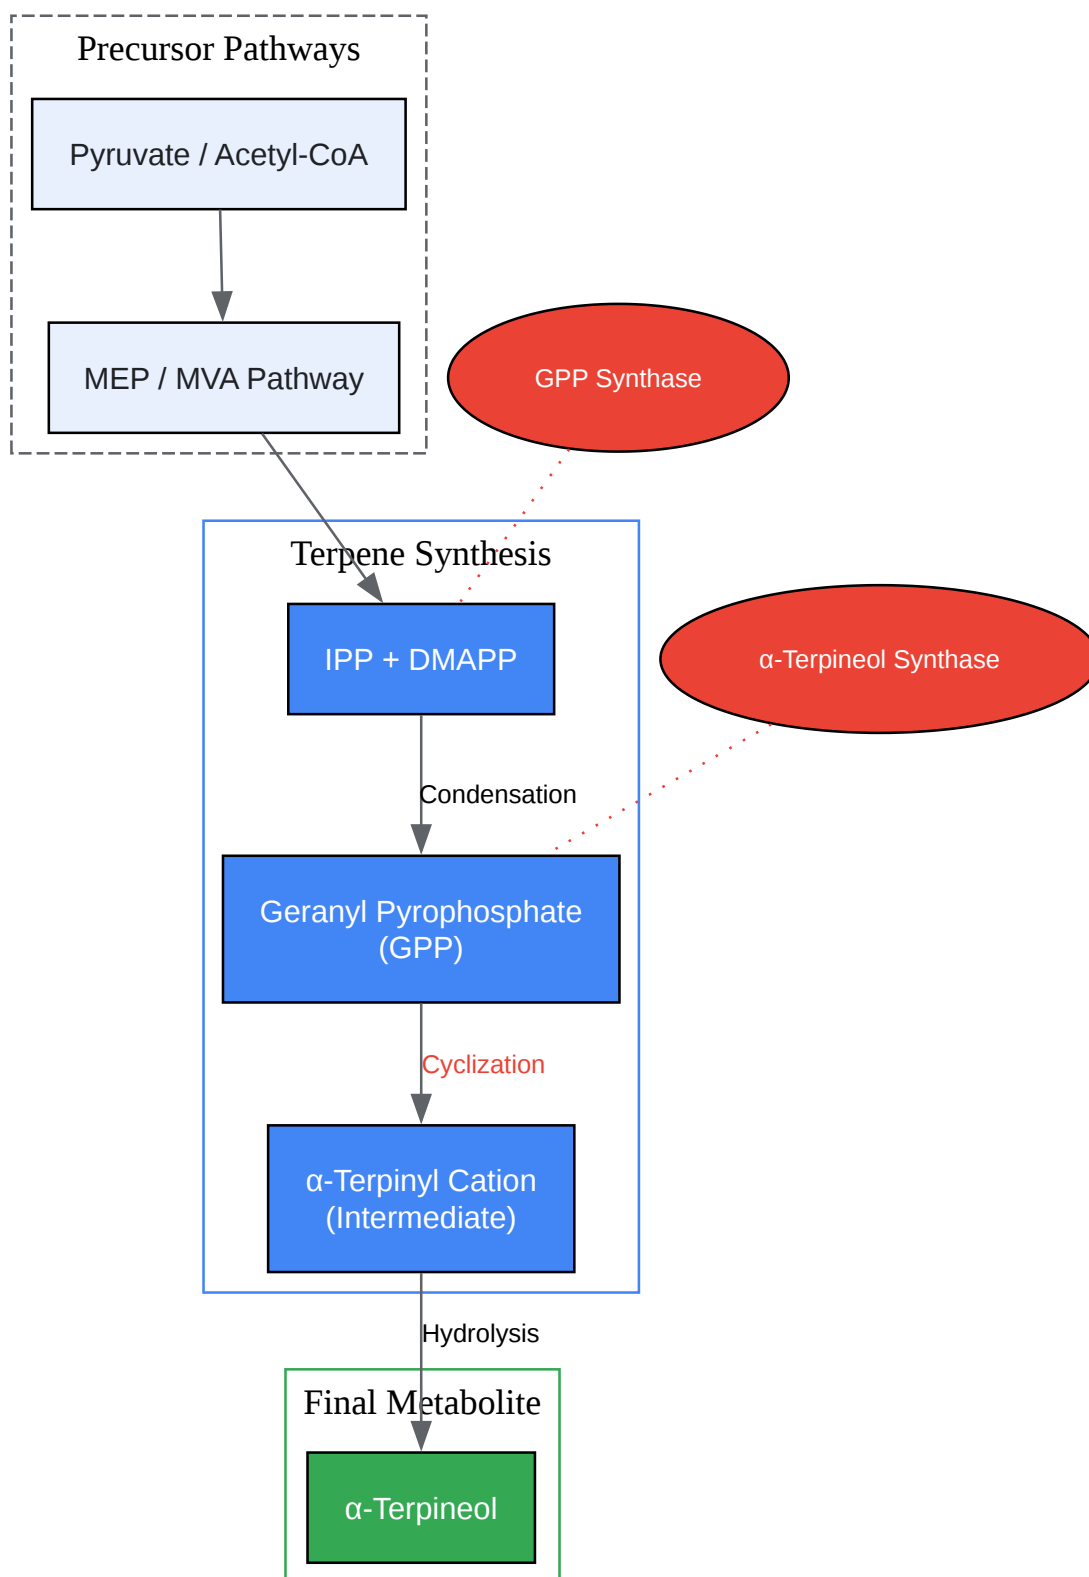 Precursor Pathways
Pyruvate / Acetyl-CoA
MEP / MVA Pathway
GPP Synthase
Terpene Synthesis
IPP + DMAPP
α-Terpineol Synthase
Condensation
Geranyl Pyrophosphate
(GPP)
Cyclization
α-Terpinyl Cation
(Intermediate)
Hydrolysis
Final Metabolite
α-Terpineol